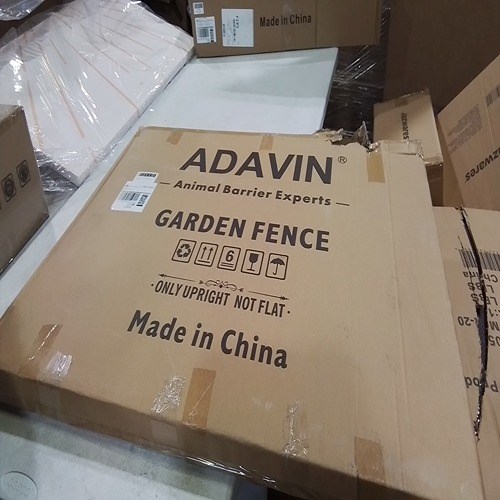 Made in China
ADAVIN®
— Animal Barrier Experts —
GARDEN FENCE
6
· ONLY UPRIGHT NOT FLAT ·
Made in China